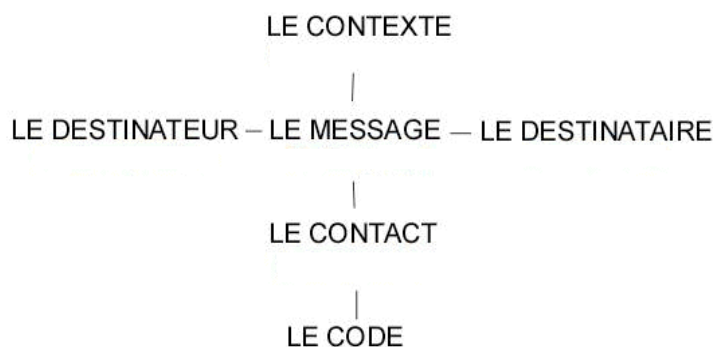 LE CONTEXTE
LE DESTINATEUR – LE MESSAGE – LE DESTINATAIRE
LE CONTACT
LE CODE